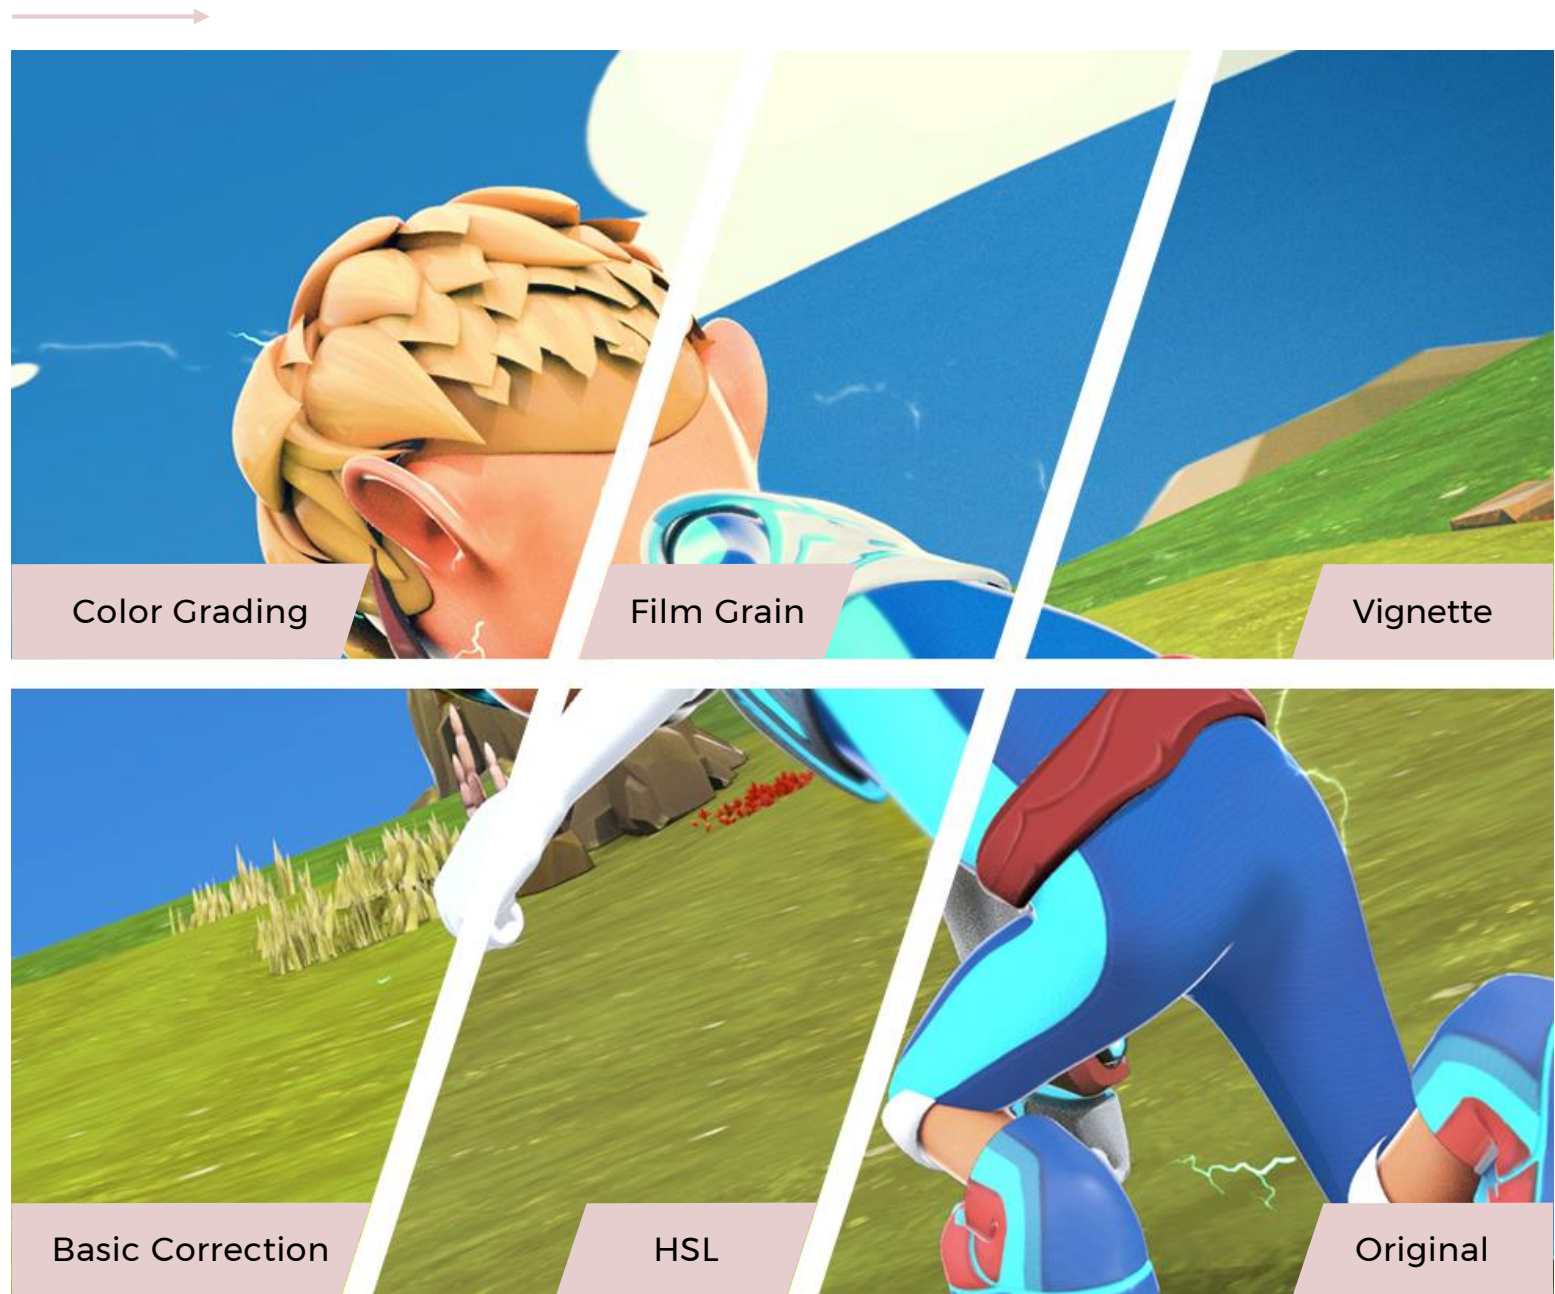 Color Grading
Film Grain
Vignette
Basic Correction
HSL
Original